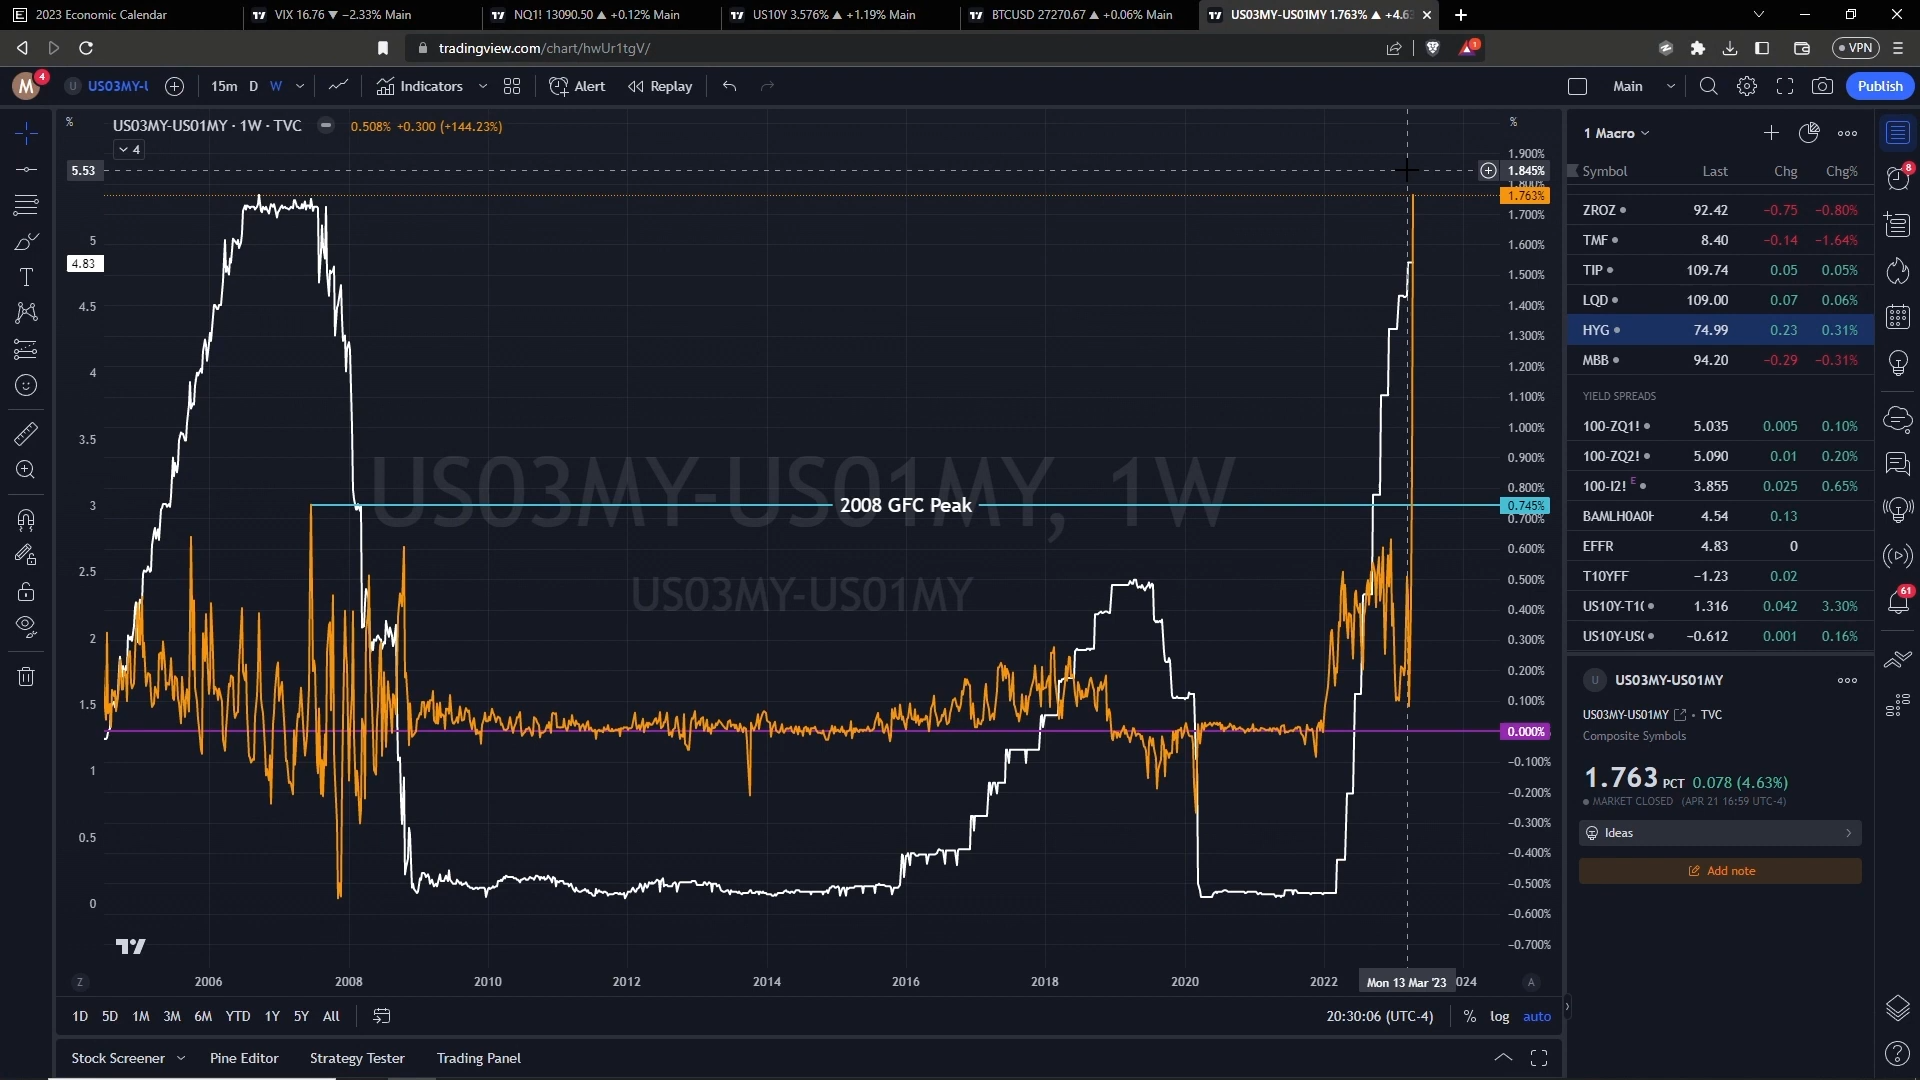 2023 Economic Calendar
VIX 16.76 ▼ −2.33% Main
NQ1! 13090.50 ▲ +0.12% Main
US10Y 3.576% ▲ +1.19% Main
BTCUSD 27270.67 ▲ +0.06% Main
US03MY-US01MY 1.763% ▲ +4.63
tradingview.com/chart/hwUr1tgV/
1
VPN
M
4
U
US03MY-U
15m D W
Indicators
Alert
Replay
Main
Publish
%
US03MY-US01MY · 1W · TVC
0.508% +0.300 (+144.23%)
4
%
1.900%
5.53
1.845%
1.800%
1.763%
1.700%
5
1.600%
4.83
1.500%
4.5
1.400%
1.300%
4
1.200%
1.100%
3.5
1.000%
0.900%
US03MY-US01MY, 1W
0.800%
3
2008 GFC Peak
0.745%
0.700%
0.600%
2.5
0.500%
US03MY-US01MY
0.400%
2
0.300%
0.200%
1.5
0.100%
0.000%
1
−0.100%
−0.200%
0.5
−0.300%
−0.400%
−0.500%
0
−0.600%
−0.700%
Z
2006 2008 2010 2012 2014 2016 2018 2020 2022 Mon 13 Mar '23 024
A
1D 5D 1M 3M 6M YTD 1Y 5Y All
20:30:06 (UTC-4)
% log auto
Stock Screener
Pine Editor
Strategy Tester
Trading Panel
1 Macro
Symbol Last Chg Chg%
ZROZ 92.42 −0.75 −0.80%
TMF 8.40 −0.14 −1.64%
TIP 109.74 0.05 0.05%
LQD 109.00 0.07 0.06%
HYG 74.99 0.23 0.31%
MBB 94.20 −0.29 −0.31%
YIELD SPREADS
100-ZQ1! 5.035 0.005 0.10%
100-ZQ2! 5.090 0.01 0.20%
100-I2! E 3.855 0.025 0.65%
BAMLH0A0H 4.54 0.13
EFFR 4.83 0
T10YFF −1.23 0.02
US10Y-T1( 1.316 0.042 3.30%
US10Y-US( −0.612 0.001 0.16%
U US03MY-US01MY
US03MY-US01MY • TVC
Composite Symbols
1.763 PCT 0.078 (4.63%)
MARKET CLOSED (APR 21 16:59 UTC-4)
Ideas
Add note
8
61